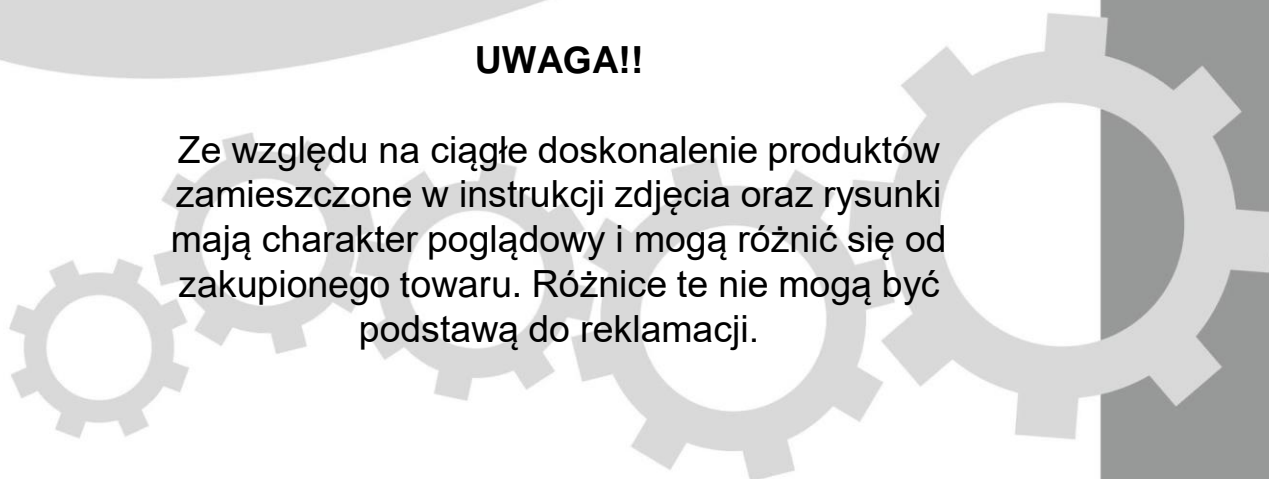 UWAGA!!
Ze względu na ciągłe doskonalenie produktów
zamieszczone w instrukcji zdjęcia oraz rysunki
mają charakter poglądowy i mogą różnić się od
zakupionego towaru. Różnice te nie mogą być
podstawą do reklamacji.